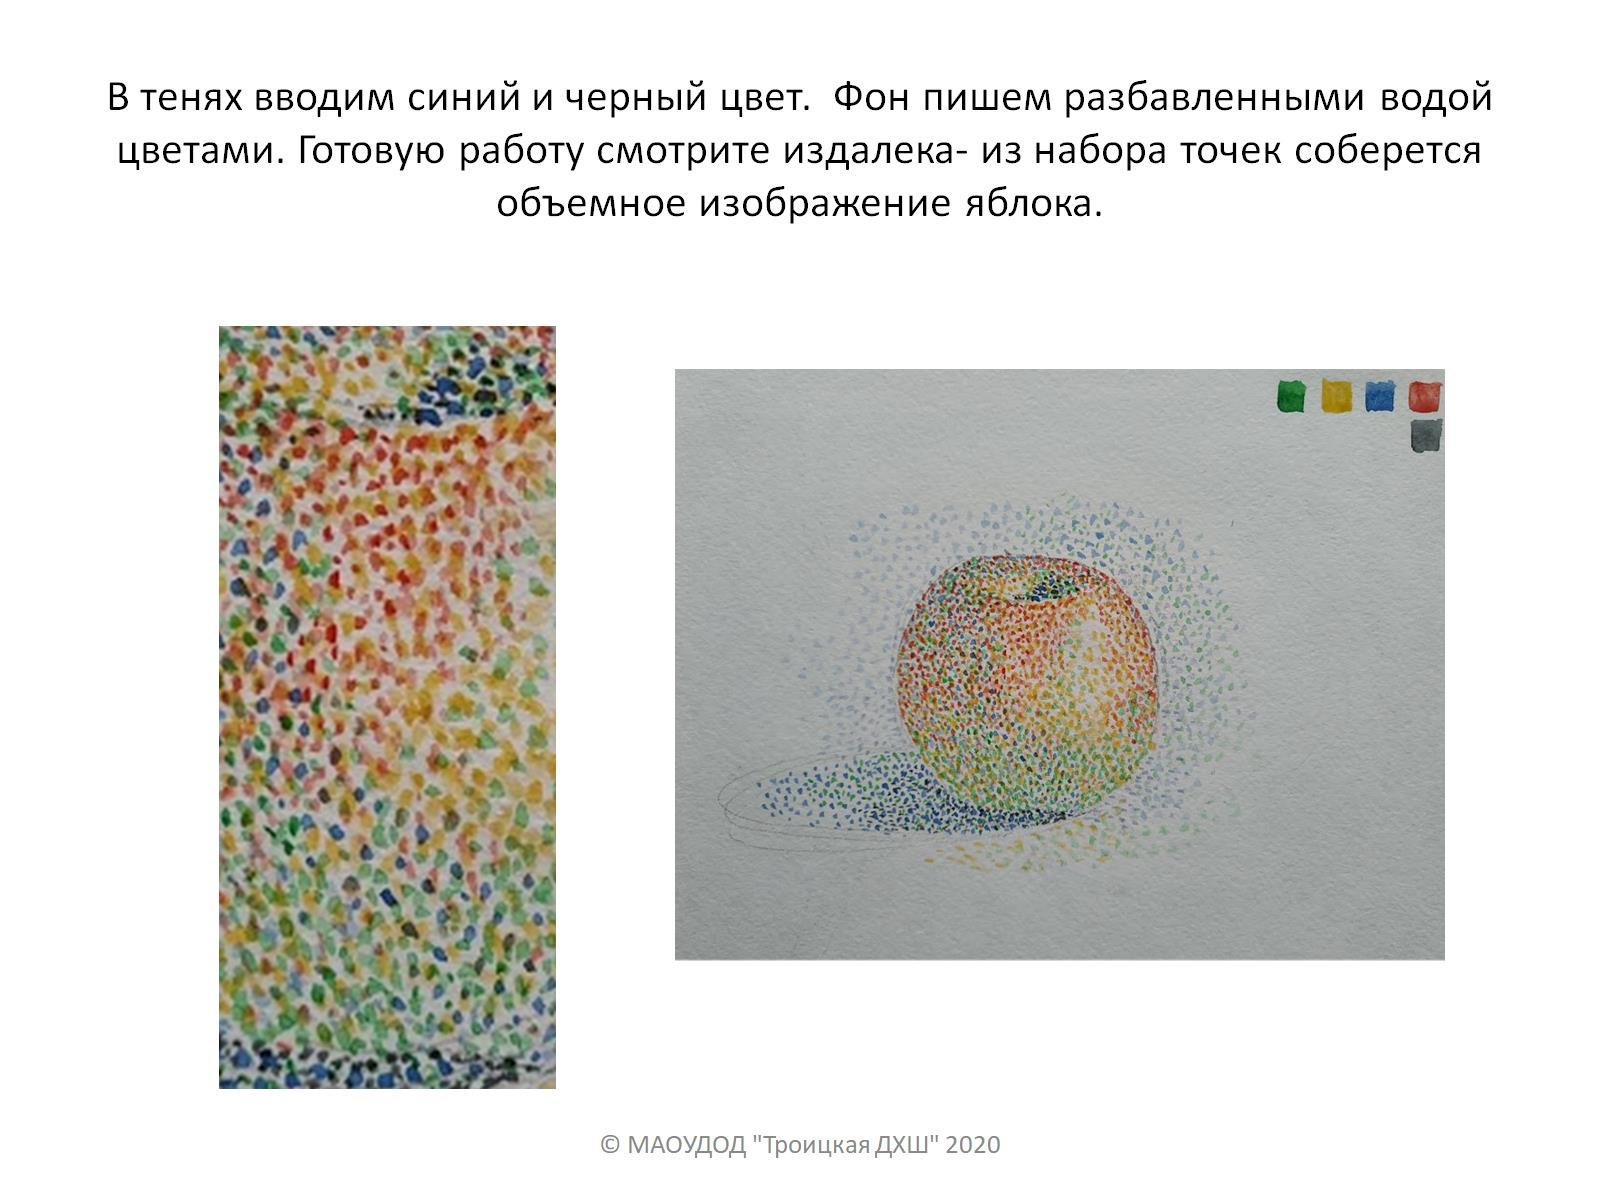 В тенях вводим синий и черный цвет.  Фон пишем разбавленными водой
цветами. Готовую работу смотрите издалека- из набора точек соберется
объемное изображение яблока.
© МАОУДОД "Троицкая ДХШ" 2020